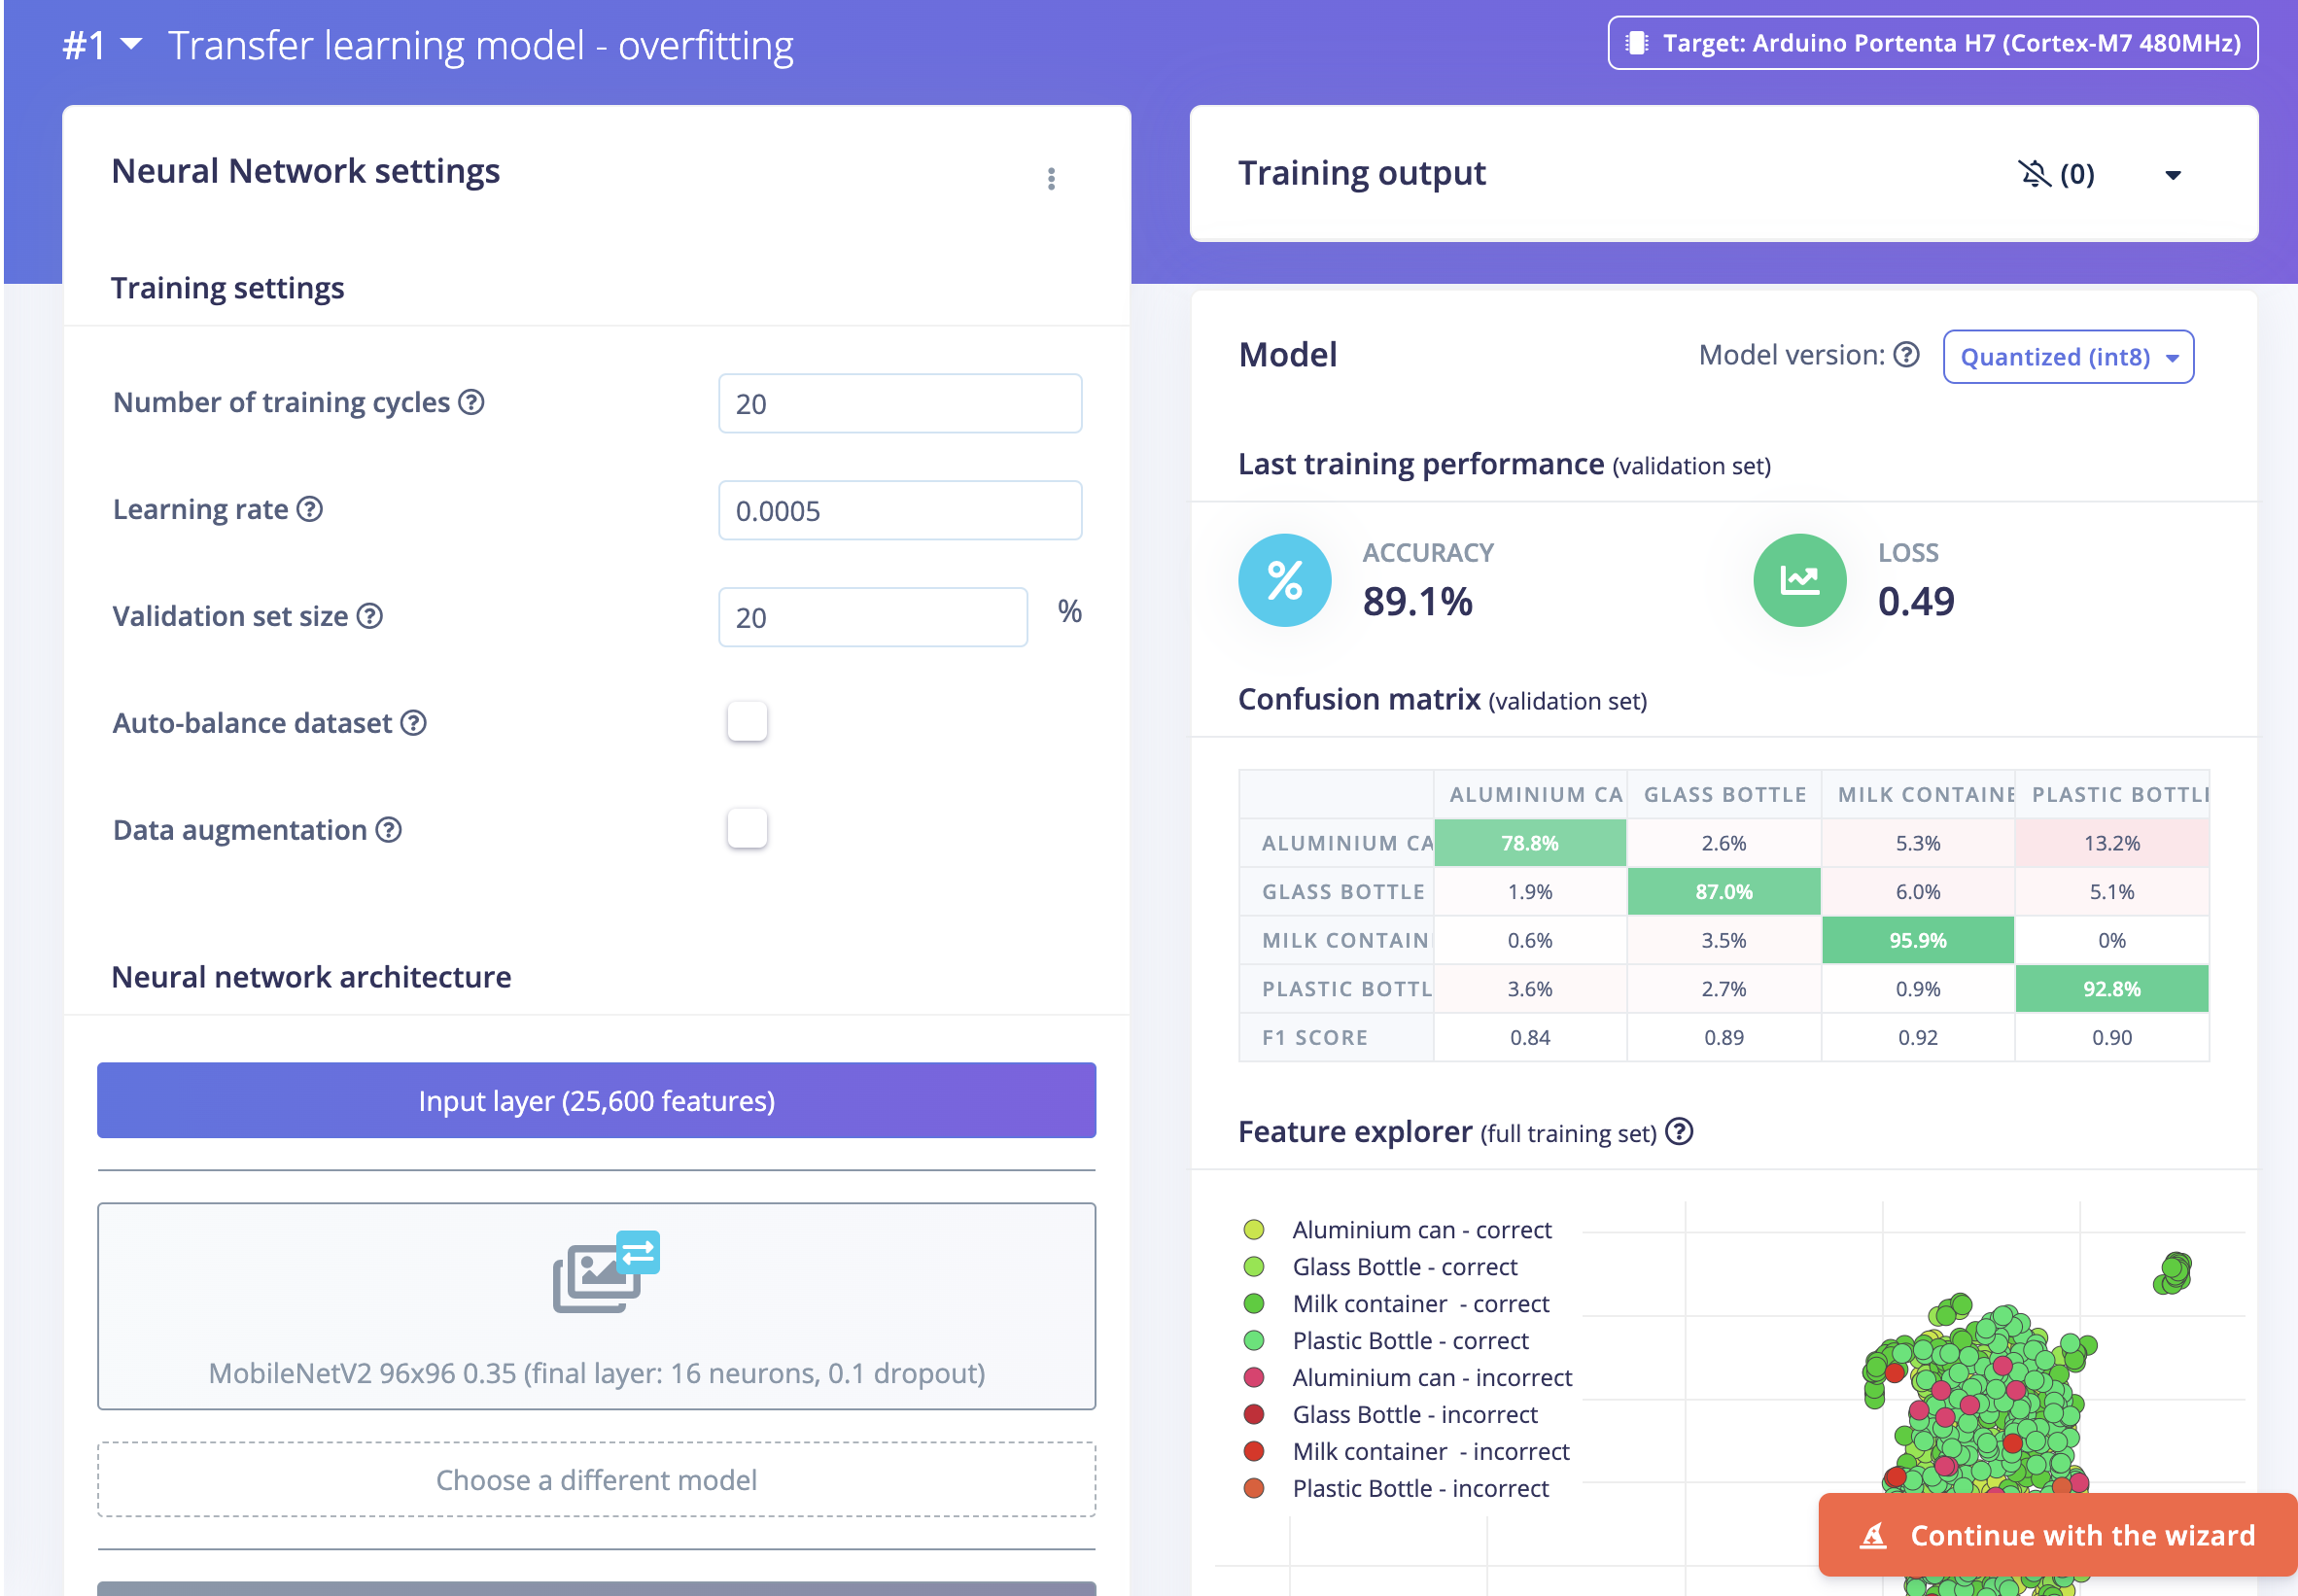 #1 Transfer learning model - overfitting
Target: Arduino Portenta H7 (Cortex-M7 480MHz)
Neural Network settings
Training settings
Number of training cycles ?
20
Learning rate ?
0.0005
Validation set size ?
20 %
Auto-balance dataset ?
Data augmentation ?
Neural network architecture
Input layer (25,600 features)
MobileNetV2 96x96 0.35 (final layer: 16 neurons, 0.1 dropout)
Choose a different model
Training output
(0)
Model
Model version: ? Quantized (int8)
Last training performance (validation set)
% ACCURACY
89.1%
LOSS
0.49
Confusion matrix (validation set)
ALUMINIUM CA GLASS BOTTLE MILK CONTAINE PLASTIC BOTTL
ALUMINIUM CA 78.8% 2.6% 5.3% 13.2%
GLASS BOTTLE 1.9% 87.0% 6.0% 5.1%
MILK CONTAIN 0.6% 3.5% 95.9% 0%
PLASTIC BOTTL 3.6% 2.7% 0.9% 92.8%
F1 SCORE 0.84 0.89 0.92 0.90
Feature explorer (full training set) ?
Aluminium can - correct
Glass Bottle - correct
Milk container - correct
Plastic Bottle - correct
Aluminium can - incorrect
Glass Bottle - incorrect
Milk container - incorrect
Plastic Bottle - incorrect
Continue with the wizard